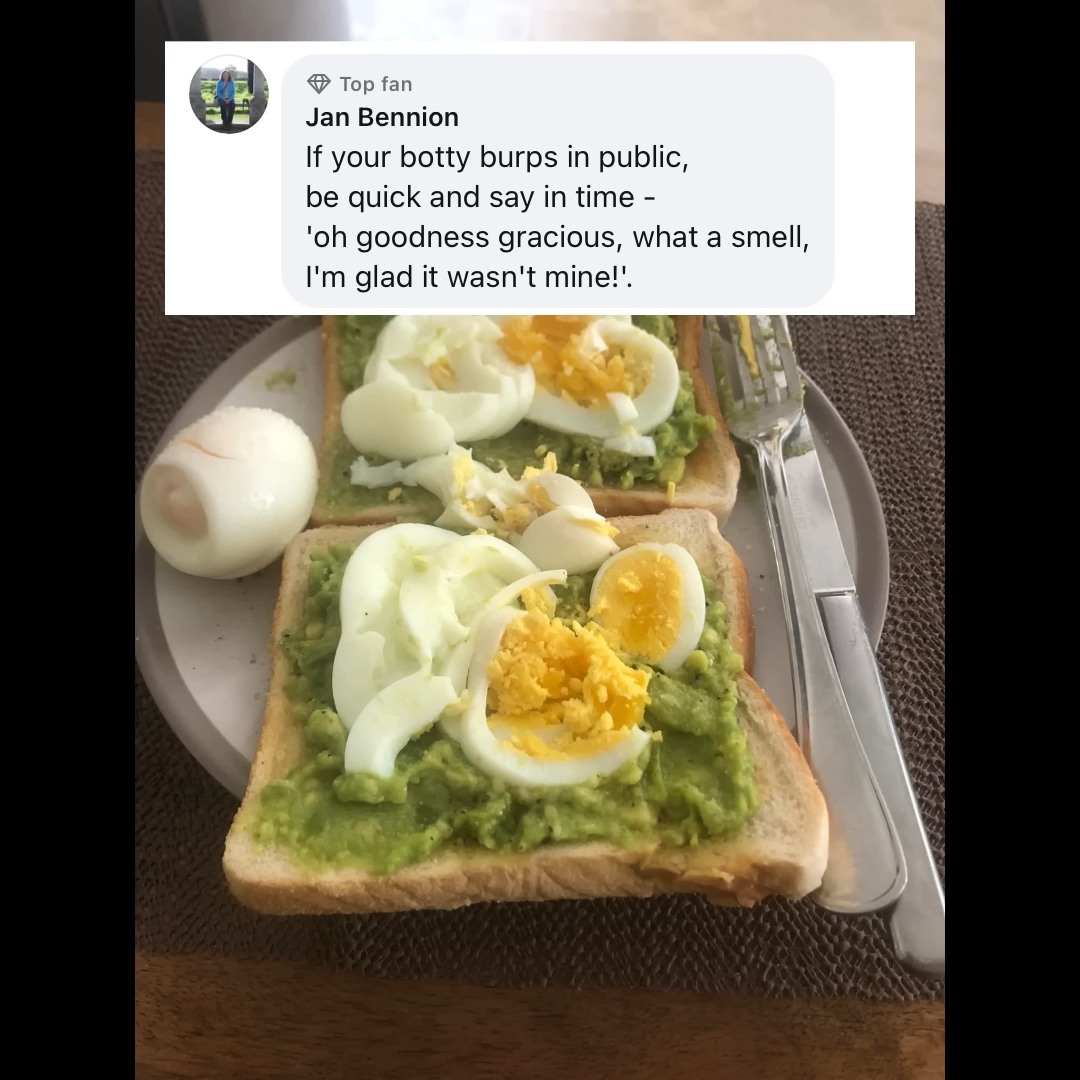 Top fan
Jan Bennion
If your botty burps in public,
be quick and say in time -
'oh goodness gracious, what a smell,
I'm glad it wasn't mine!'.